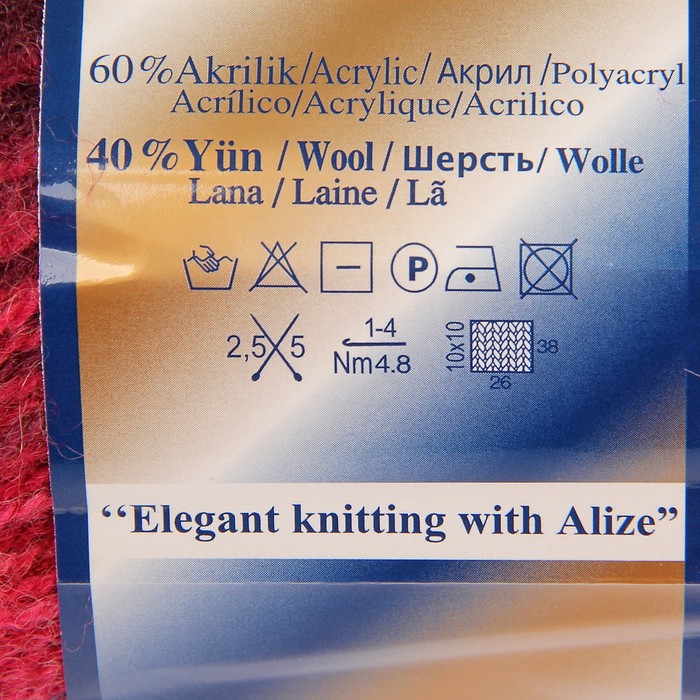 60 % Akrilik/Acrylic/ Акрил /Polyacryl
Acrílico/Acrylique/Acrilico
40 % Yün / Wool / Шерсть/ Wolle
Lana / Laine / Lã
P
2,5 5
1-4
Nm4.8
10x10
38
26
“Elegant knitting with Alize”